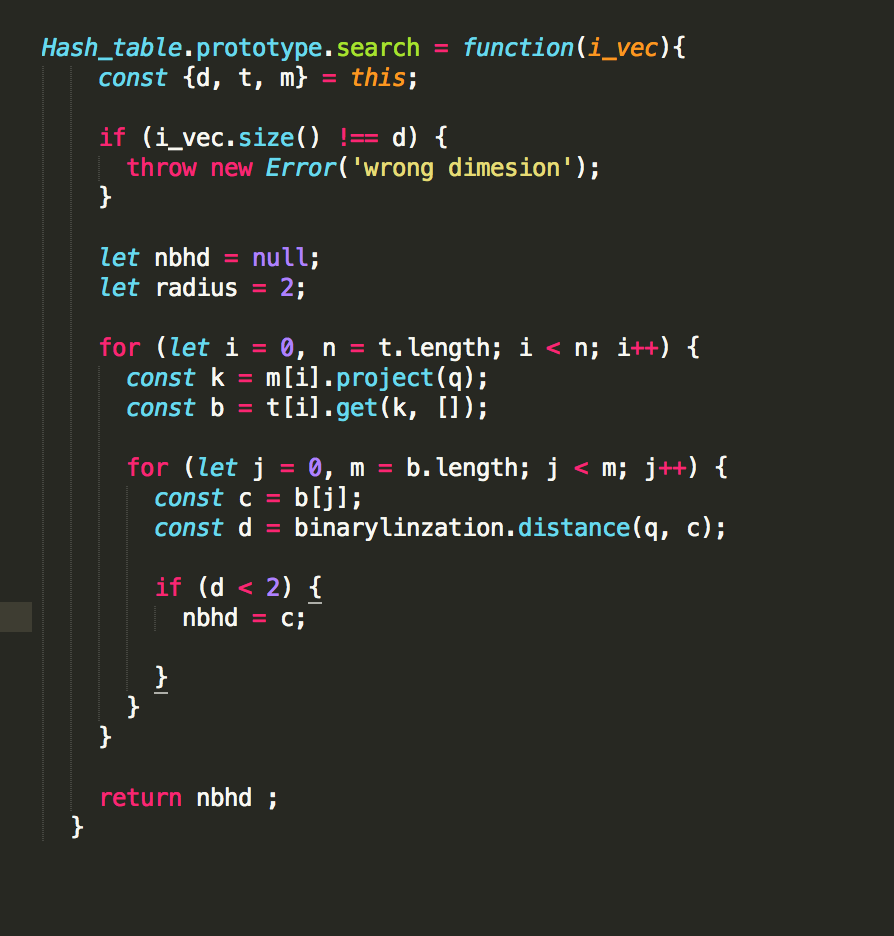 Hash_table.prototype.search = function(i_vec){
const {d, t, m} = this;
if (i_vec.size() !== d) {
throw new Error('wrong dimesion');
}
let nbhd = null;
let radius = 2;
for (let i = 0, n = t.length; i < n; i++) {
const k = m[i].project(q);
const b = t[i].get(k, []);
for (let j = 0, m = b.length; j < m; j++) {
const c = b[j];
const d = binarylinzation.distance(q, c);
if (d < 2) {
nbhd = c;
}
}
}
return nbhd ;
}